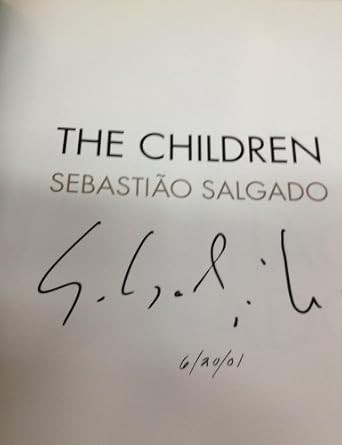 THE CHILDREN
SEBASTIÃO SALGADO
6/20/01